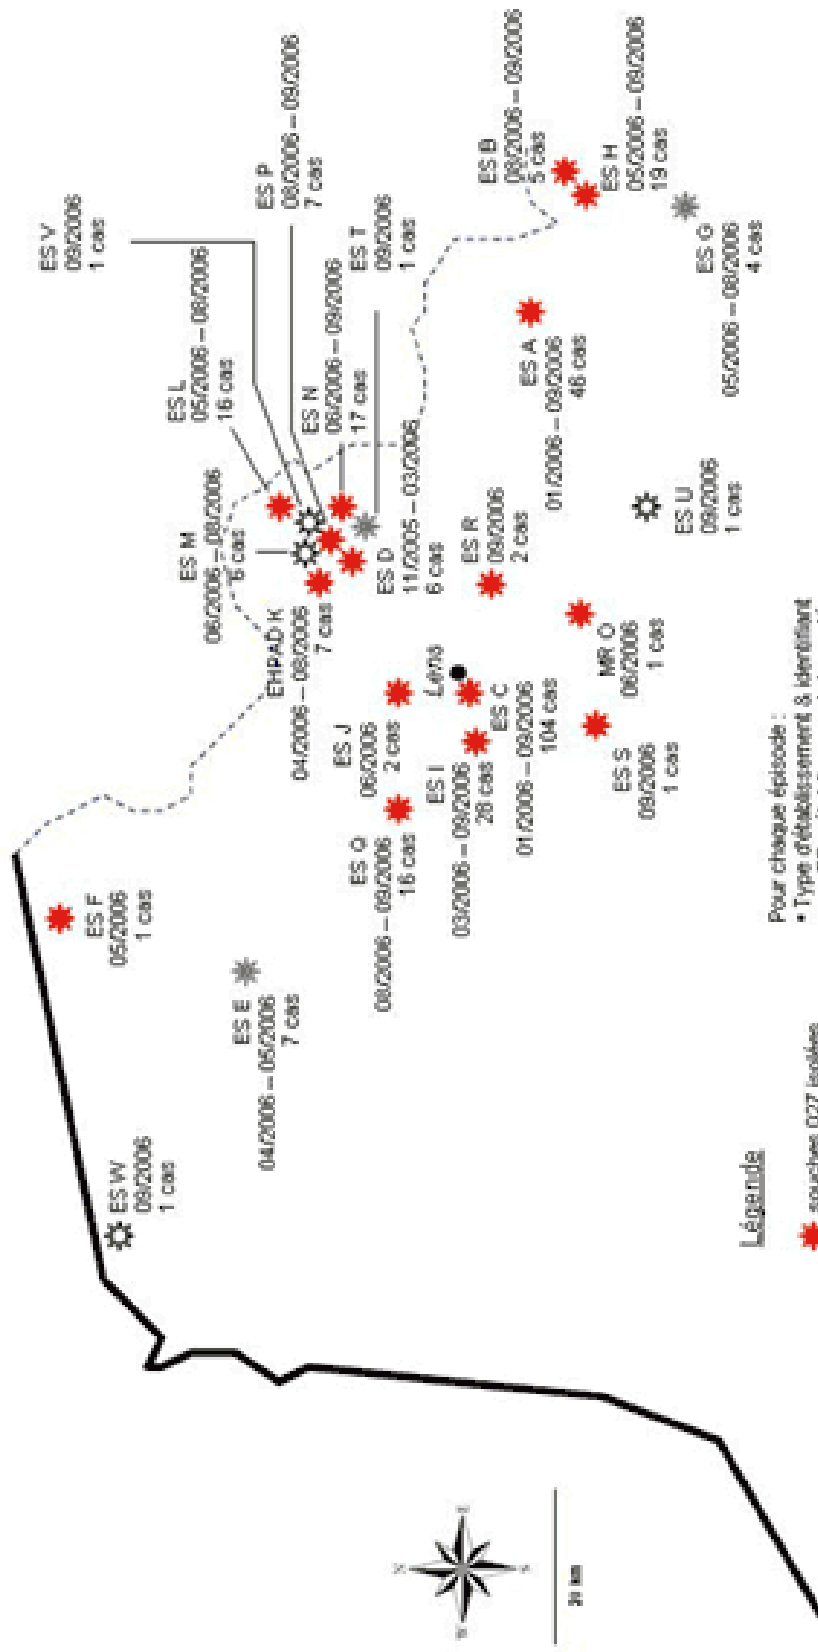 ES W
09/2006
1 cas
ES F
05/2006
1 cas
ES E
04/2006 – 05/2006
7 cas
ES V
09/2006
1 cas
ES L
05/2006 – 08/2006
16 cas
ES P
08/2006 – 09/2006
7 cas
ES M
06/2006 – 08/2006
6 cas
ES N
06/2006 – 09/2006
17 cas
ES T
09/2006
1 cas
EHPAD K
04/2006 – 08/2006
7 cas
ES D
11/2005 – 03/2006
6 cas
ES J
06/2006
2 cas
ES Q
08/2006 – 09/2006
16 cas
Lens
ES I
03/2006 – 09/2006
28 cas
ES C
01/2006 – 09/2006
104 cas
ES R
09/2006
2 cas
ES A
01/2006 – 09/2006
46 cas
ES B
08/2006 – 09/2006
5 cas
ES H
05/2006 – 09/2006
19 cas
ES G
05/2006 – 08/2006
4 cas
ES U
09/2006
1 cas
MR O
06/2006
1 cas
ES S
09/2006
1 cas
N
E
S
20 km
Légende
souches 027 isolées
Pour chaque épisode :
* Type d'établissement & identifiant